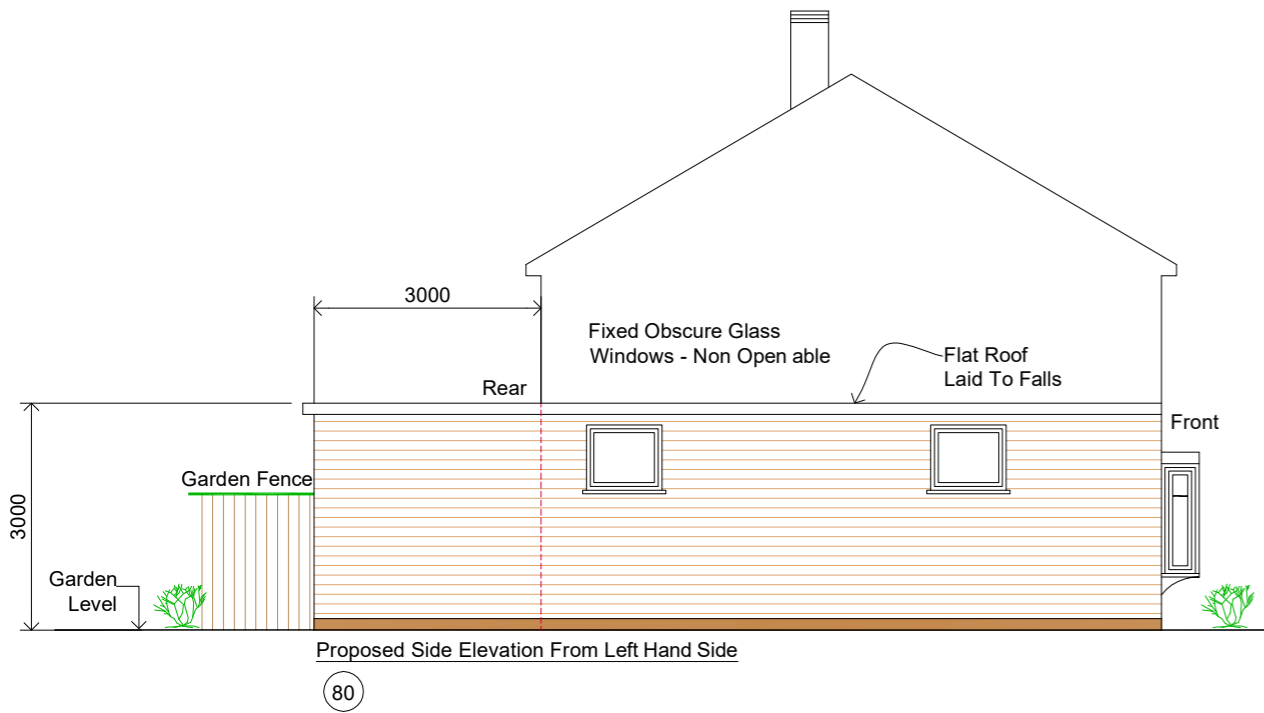 3000
Fixed Obscure Glass
Windows - Non Open able
Flat Roof
Laid To Falls
Rear
Front
Garden Fence
3000
Garden
Level
Proposed Side Elevation From Left Hand Side
80